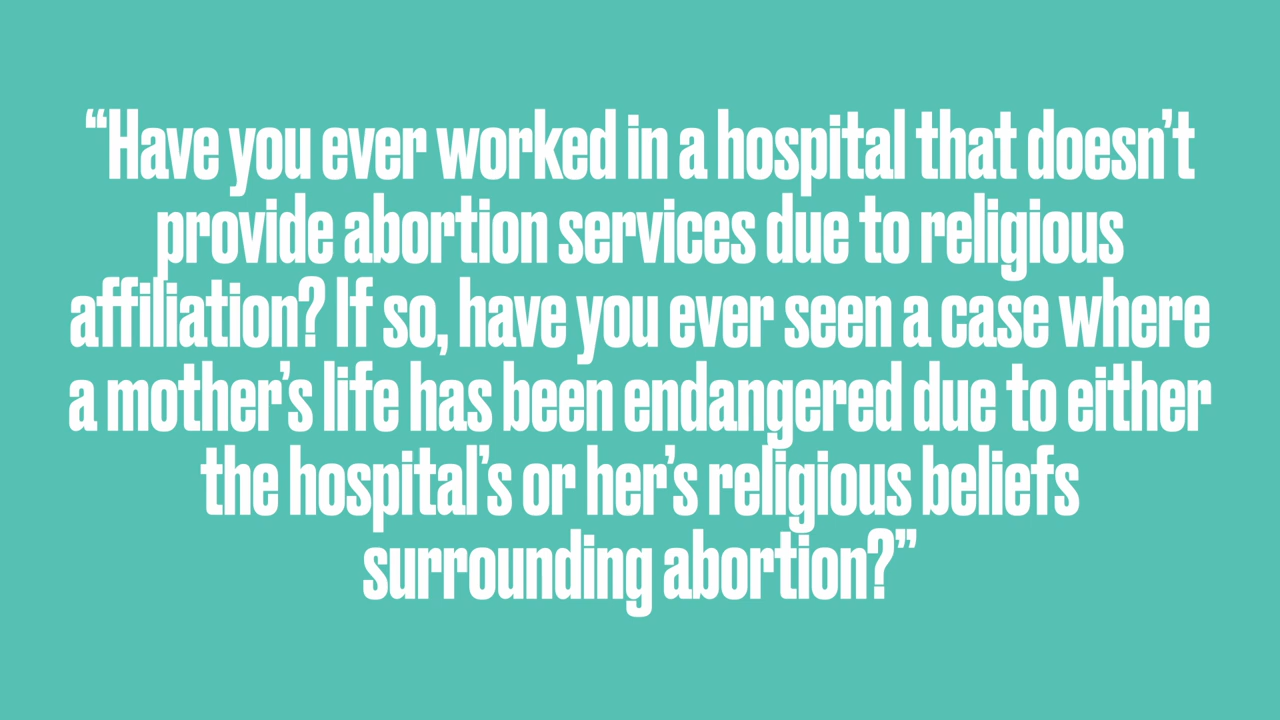 “Have you ever worked in a hospital that doesn’t
provide abortion services due to religious
affiliation? If so, have you ever seen a case where
a mother’s life has been endangered due to either
the hospital’s or her’s religious beliefs
surrounding abortion?”